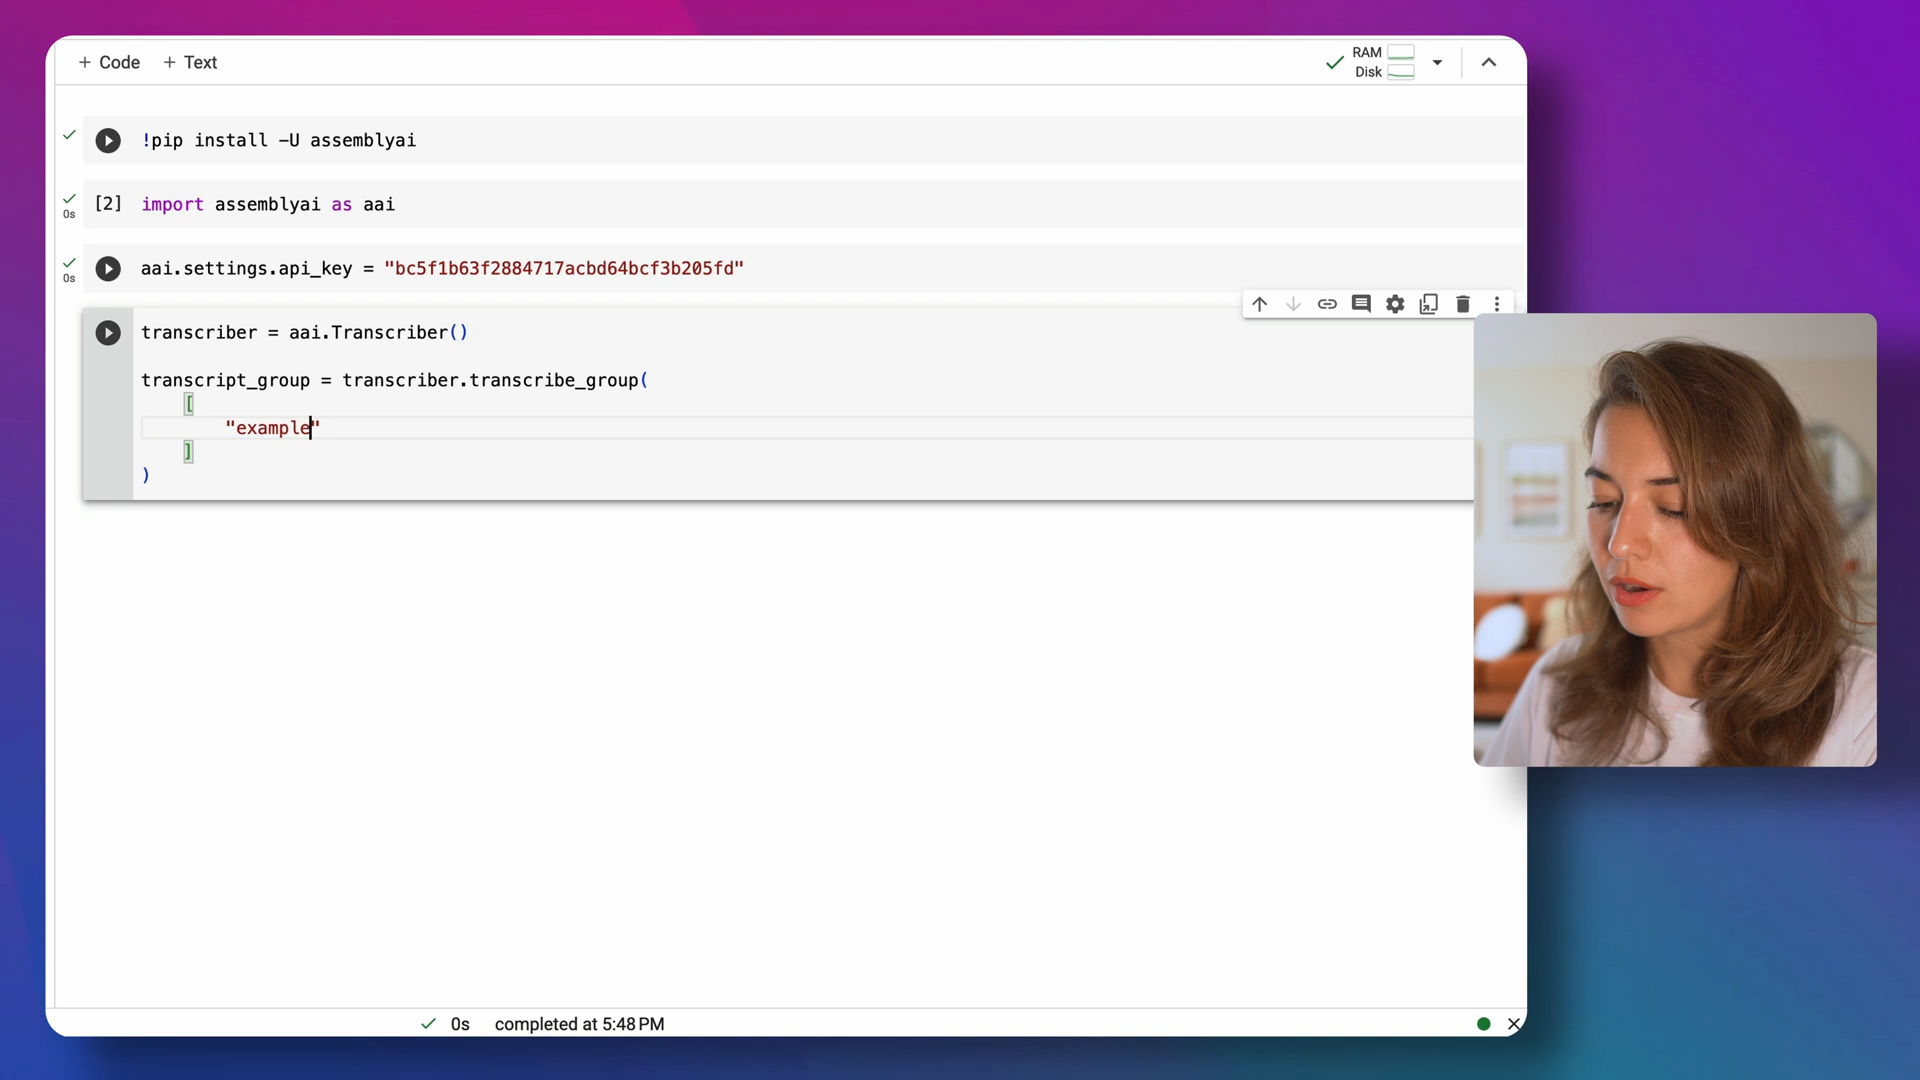 + Code + Text
RAM
Disk
!pip install -U assemblyai
0s [2] import assemblyai as aai
0s aai.settings.api_key = "bc5f1b63f2884717acbd64bcf3b205fd"
transcriber = aai.Transcriber()
transcript_group = transcriber.transcribe_group(
[
"example"
]
)
0s completed at 5:48 PM